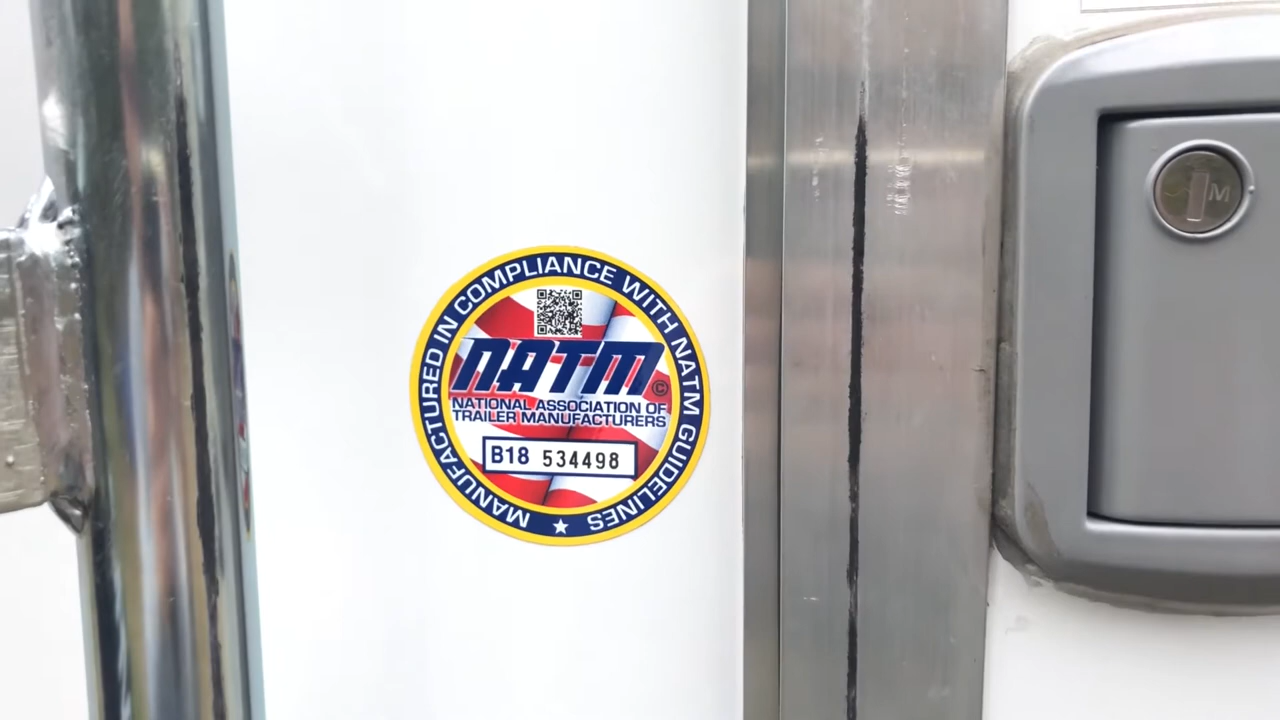 MANUFACTURED IN COMPLIANCE WITH NATM GUIDELINES
NATM ©
NATIONAL ASSOCIATION OF
TRAILER MANUFACTURERS
B18 534498
M